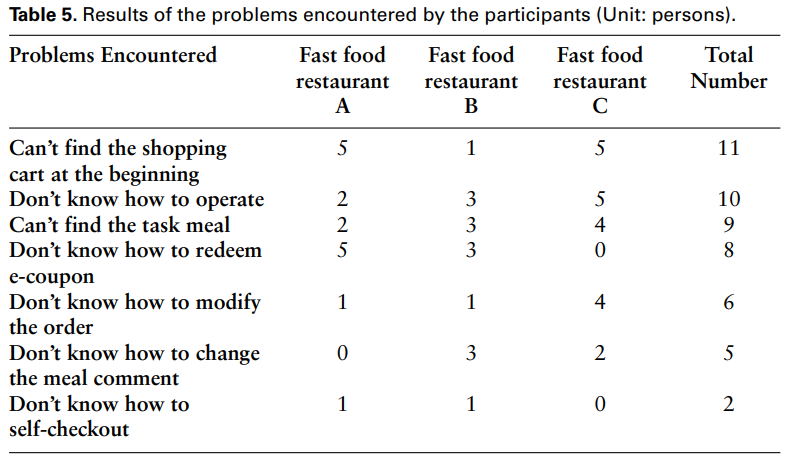 Table 5. Results of the problems encountered by the participants (Unit: persons).
Problems Encountered Fast food restaurant A Fast food restaurant B Fast food restaurant C Total Number
Can't find the shopping cart at the beginning 5 1 5 11
Don't know how to operate 2 3 5 10
Can't find the task meal 2 3 4 9
Don't know how to redeem e-coupon 5 3 0 8
Don't know how to modify the order 1 1 4 6
Don't know how to change the meal comment 0 3 2 5
Don't know how to self-checkout 1 1 0 2